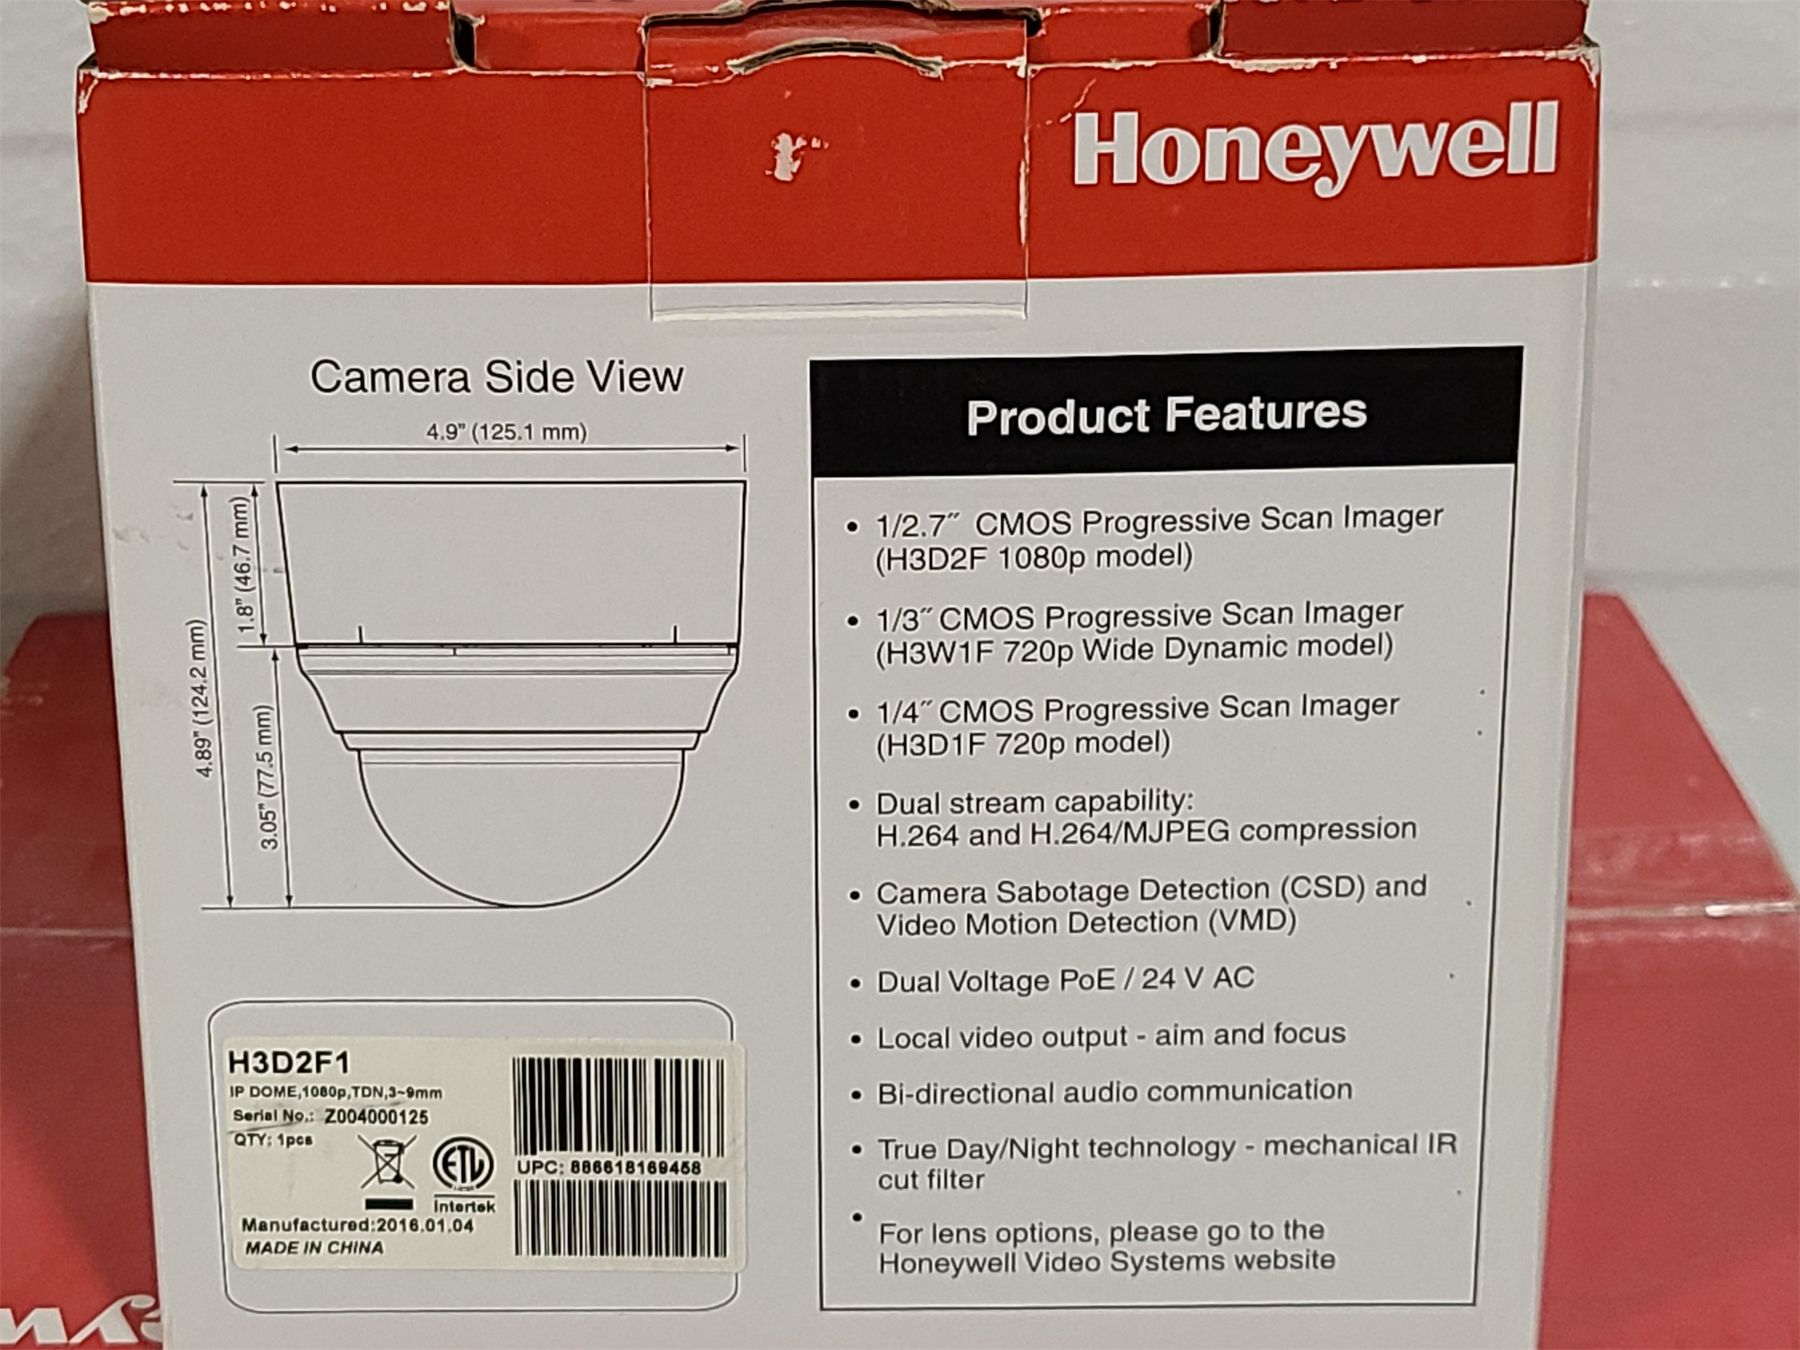 Honeywell
Camera Side View
4.9" (125.1 mm)
1.8" (46.7 mm)
4.89" (124.2 mm)
3.05" (77.5 mm)
Product Features
• 1/2.7″ CMOS Progressive Scan Imager
(H3D2F 1080p model)
• 1/3″ CMOS Progressive Scan Imager
(H3W1F 720p Wide Dynamic model)
• 1/4″ CMOS Progressive Scan Imager
(H3D1F 720p model)
• Dual stream capability:
H.264 and H.264/MJPEG compression
• Camera Sabotage Detection (CSD) and
Video Motion Detection (VMD)
• Dual Voltage PoE / 24 V AC
• Local video output - aim and focus
• Bi-directional audio communication
• True Day/Night technology - mechanical IR
cut filter
• For lens options, please go to the
Honeywell Video Systems website
H3D2F1
IP DOME,1080p,TDN,3~9mm
Serial No.: Z004000125
QTY: 1pcs
ETL
Intertek
UPC: 886618169458
Manufactured:2016.01.04
MADE IN CHINA